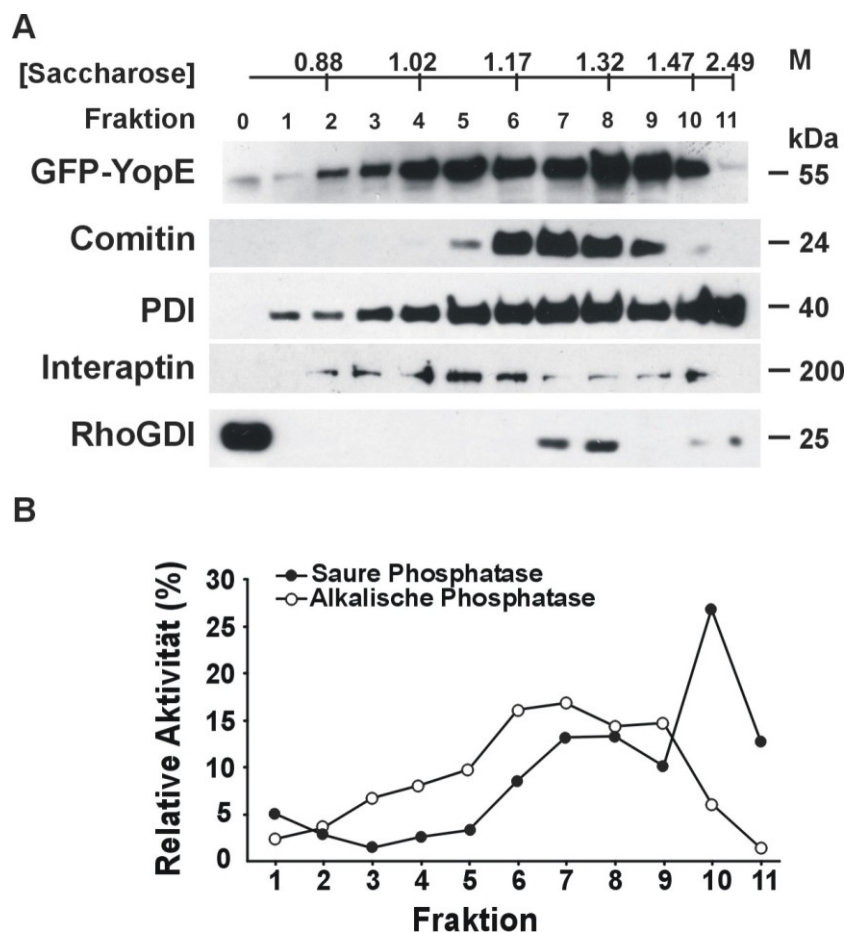 A
0.88 1.02 1.17 1.32 1.47 2.49 M
[Saccharose]
Fraktion 0 1 2 3 4 5 6 7 8 9 10 11
kDa
GFP-YopE 55
Comitin 24
PDI 40
Interaptin 200
RhoGDI 25
B
Saure Phosphatase
Alkalische Phosphatase
Relative Aktivität (%)
30
25
20
15
10
5
0
1 2 3 4 5 6 7 8 9 10 11
Fraktion